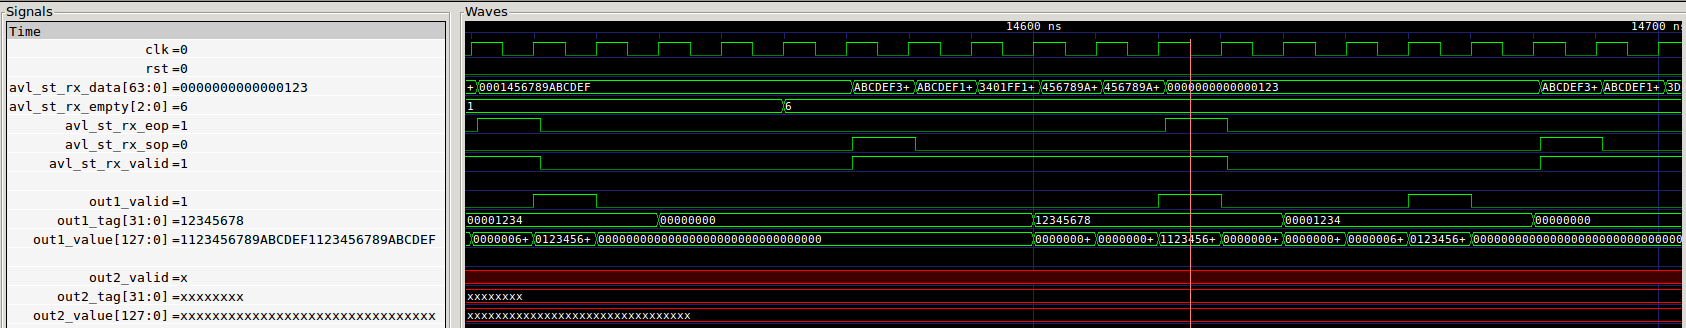 Signals Waves
Time 14600 ns 14700 ns
clk=0
rst=0
avl_st_rx_data[63:0]=0000000000000123 + 0001456789ABCDEF ABCDEF3+ ABCDEF1+ 3401FF1+ 456789A+ 456789A+ 0000000000000123 ABCDEF3+ ABCDEF1+ 3D
avl_st_rx_empty[2:0]=6 1 6
avl_st_rx_eop=1
avl_st_rx_sop=0
avl_st_rx_valid=1
out1_valid=1
out1_tag[31:0]=12345678 00001234 00000000 12345678 00001234 00000000
out1_value[127:0]=1123456789ABCDEF1123456789ABCDEF 0000006+ 0123456+ 00000000000000000000000000000000 0000000+ 0000000+ 1123456+ 0000000+ 0000000+ 0000006+ 0123456+ 00000000000000000000000000000000
out2_valid=x
out2_tag[31:0]=xxxxxxxx xxxxxxxx
out2_value[127:0]=xxxxxxxxxxxxxxxxxxxxxxxxxxxxxxxx xxxxxxxxxxxxxxxxxxxxxxxxxxxxxxxx